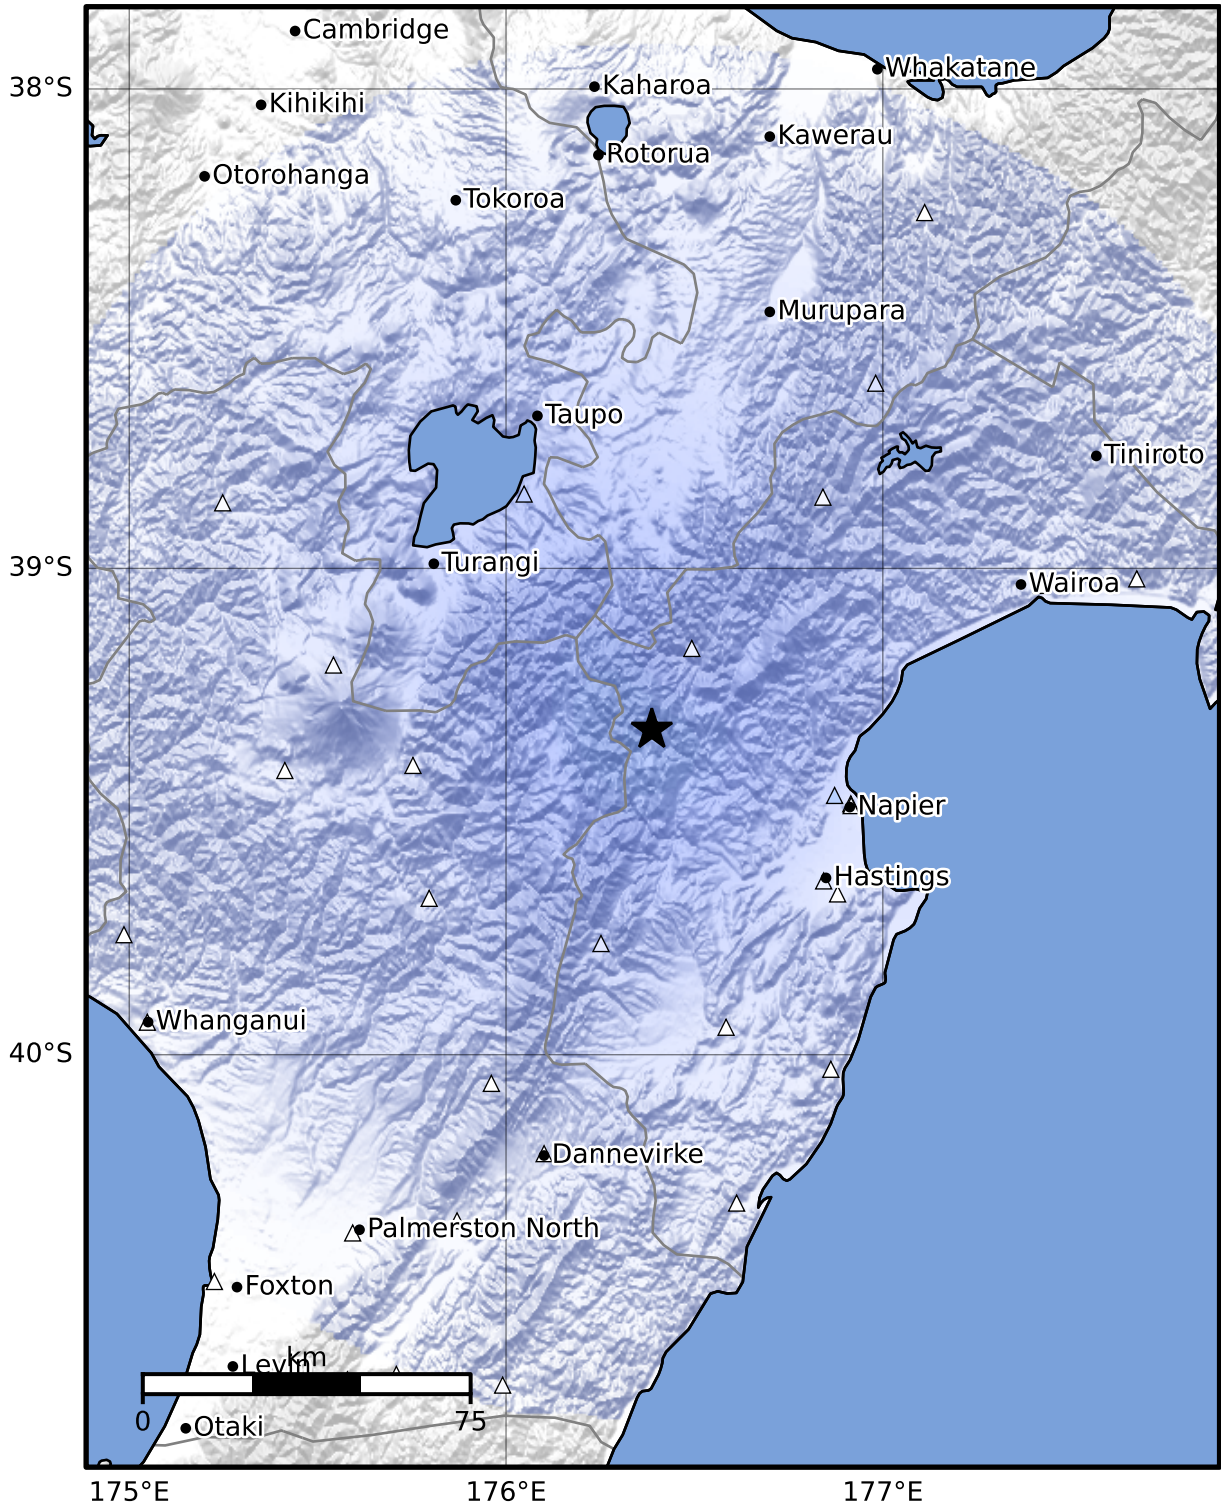 Cambridge
Whakatane
38°S
Kaharoa
Kihikihi
Kawerau
Rotorua
Otorohanga
Tokoroa
Murupara
Taupo
Tiniroto
Turangi
39°S
Wairoa
Napier
Hastings
Whanganui
40°S
Dannevirke
Palmerston North
Foxton
km
Levin
0
75
Otaki
175°E
176°E
177°E